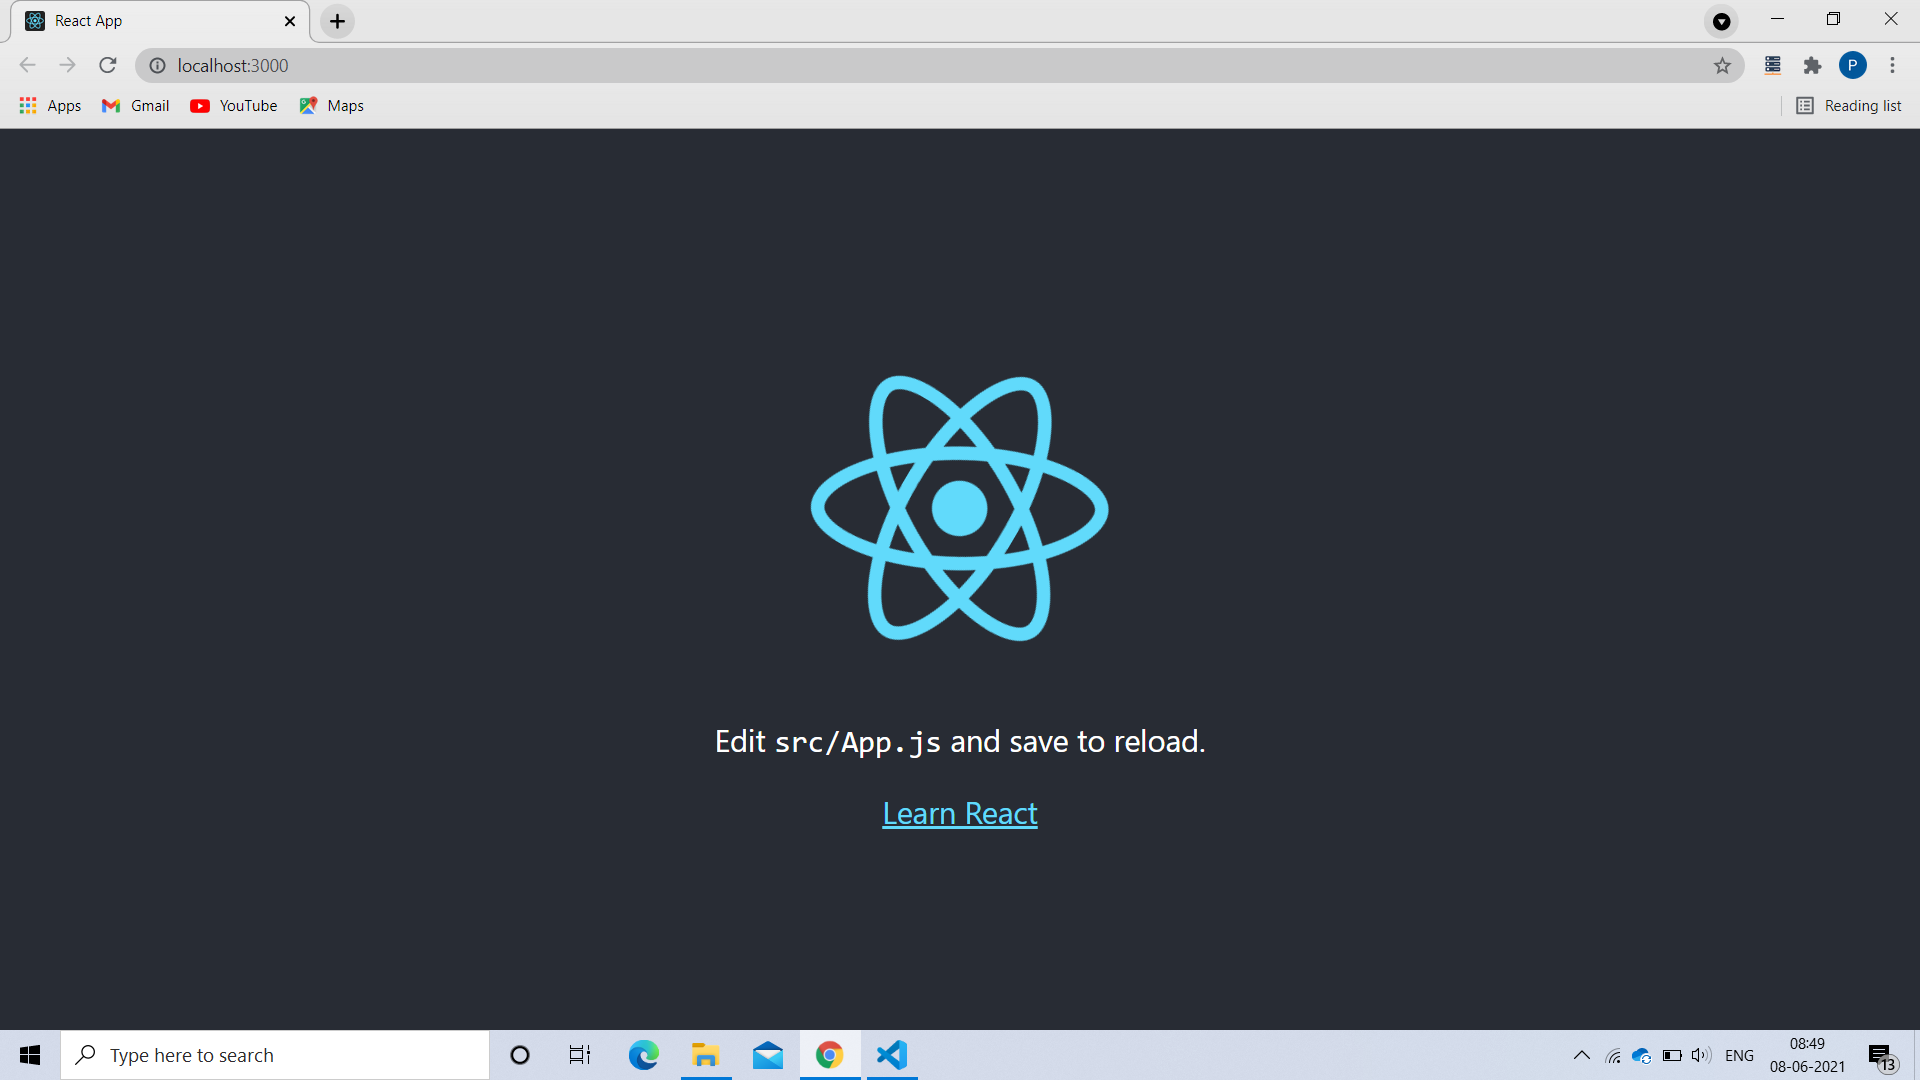 React App
localhost:3000
P
Apps
Gmail
YouTube
Maps
Reading list
Edit src/App.js and save to reload.
Learn React
Type here to search
ENG
08:49
08-06-2021
13